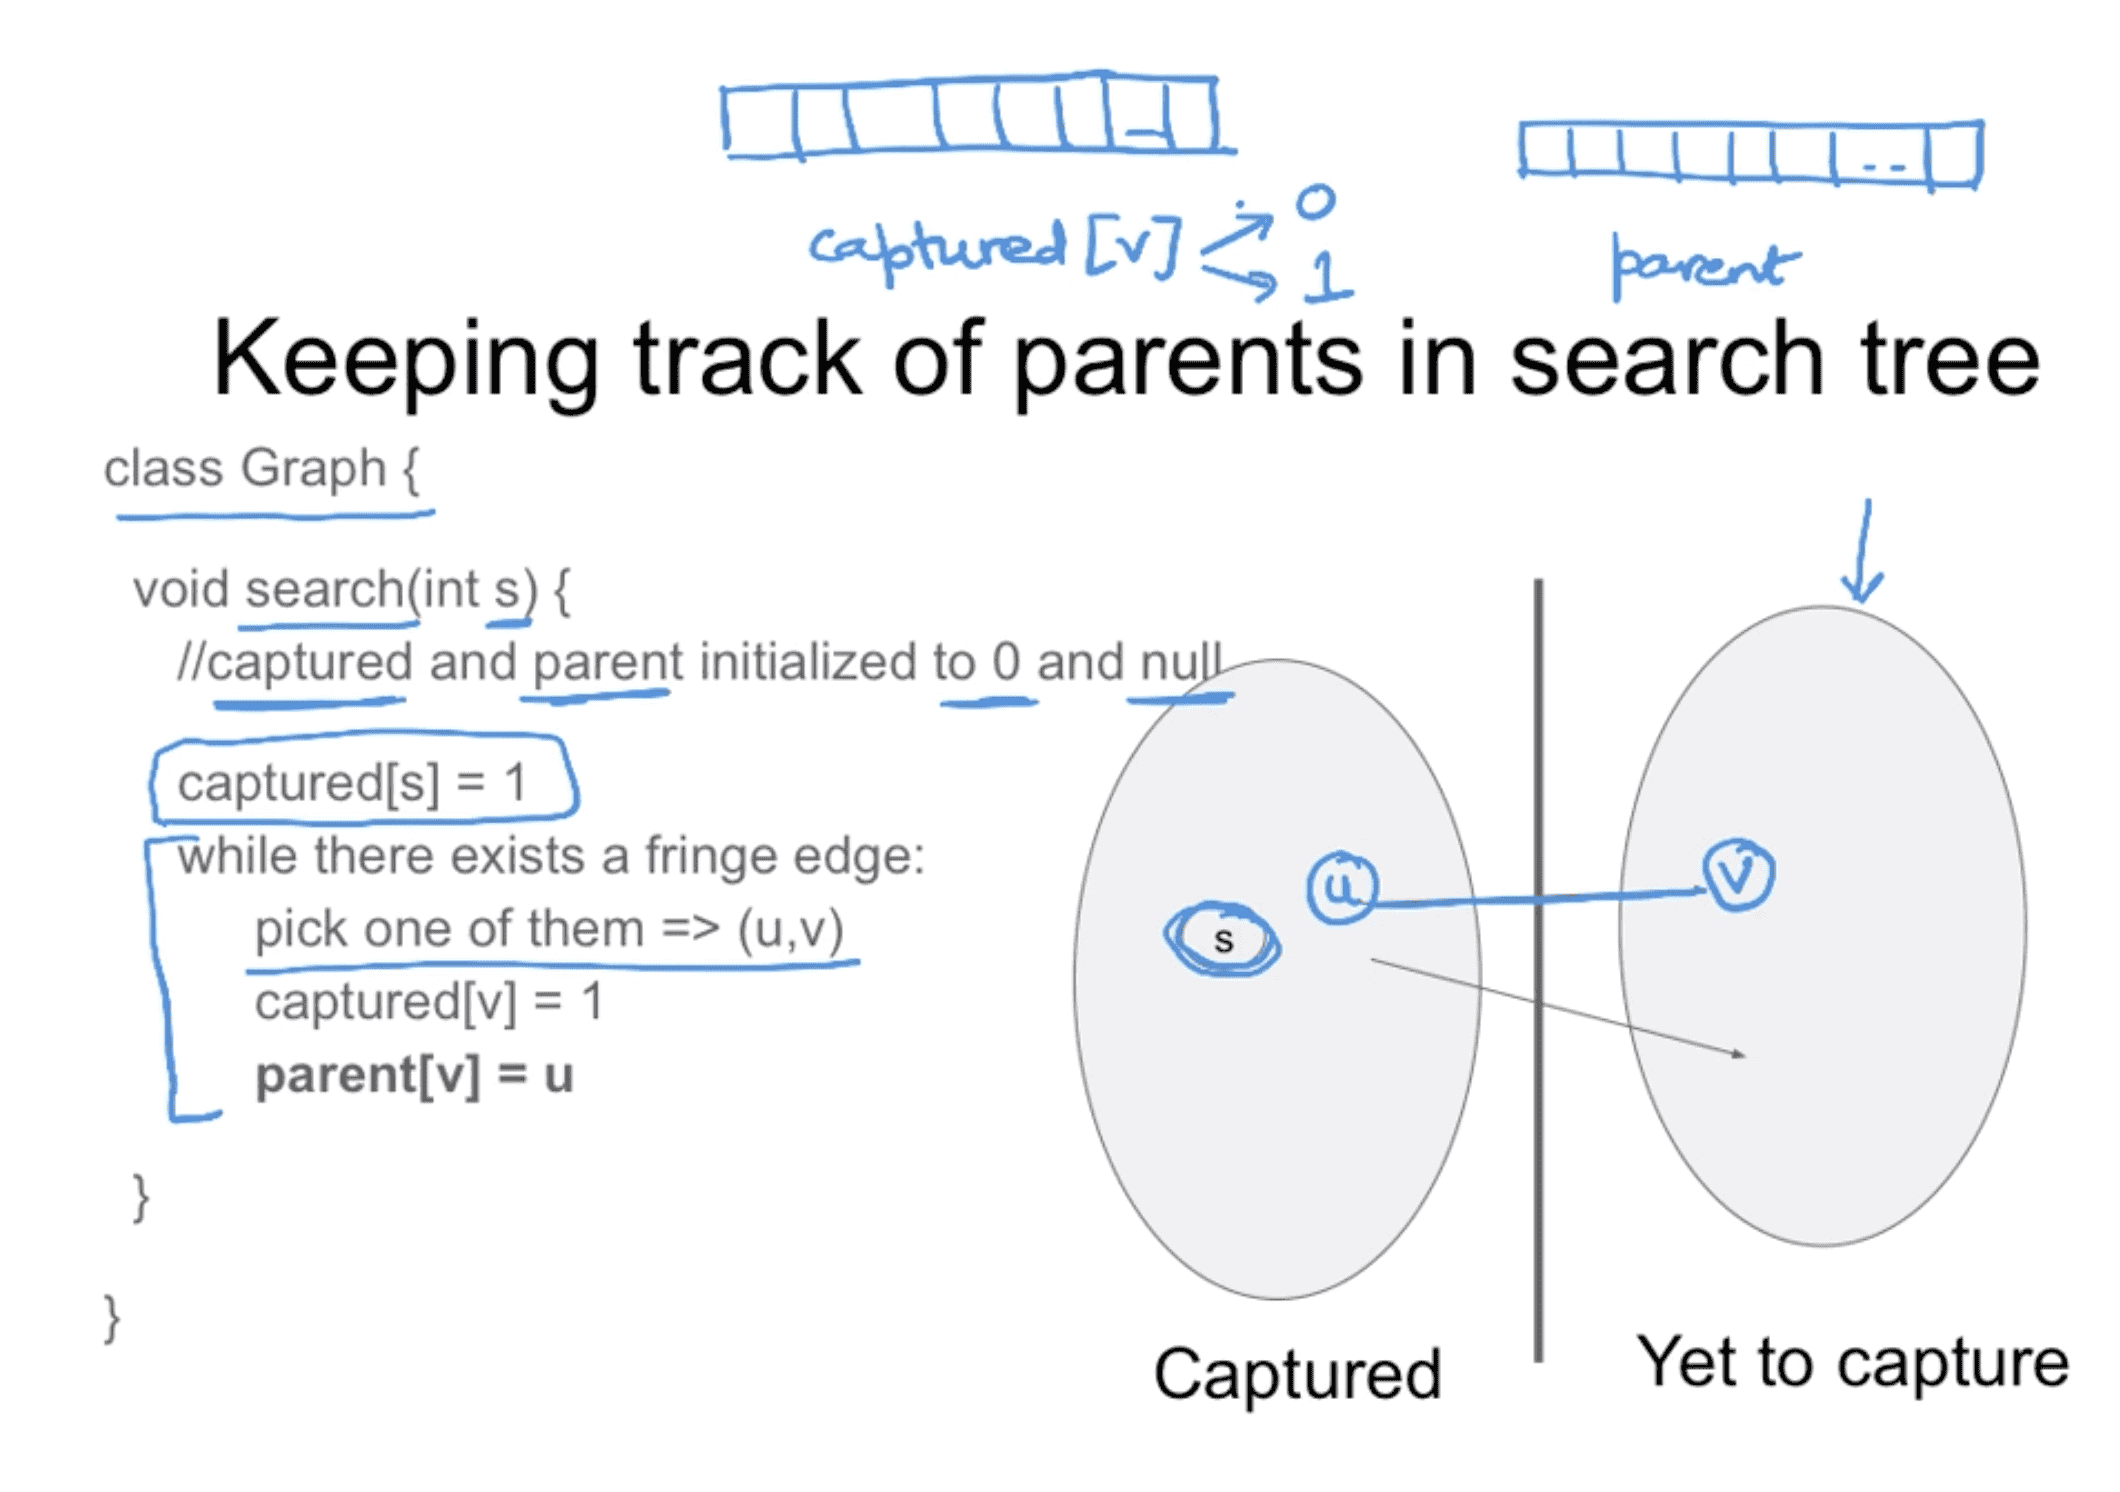 captured [v] 0
1
parent
Keeping track of parents in search tree
class Graph {
void search(int s) {
//captured and parent initialized to 0 and null
captured[s] = 1
while there exists a fringe edge:
pick one of them => (u,v)
captured[v] = 1
parent[v] = u
}
}
u
v
s
Captured
Yet to capture